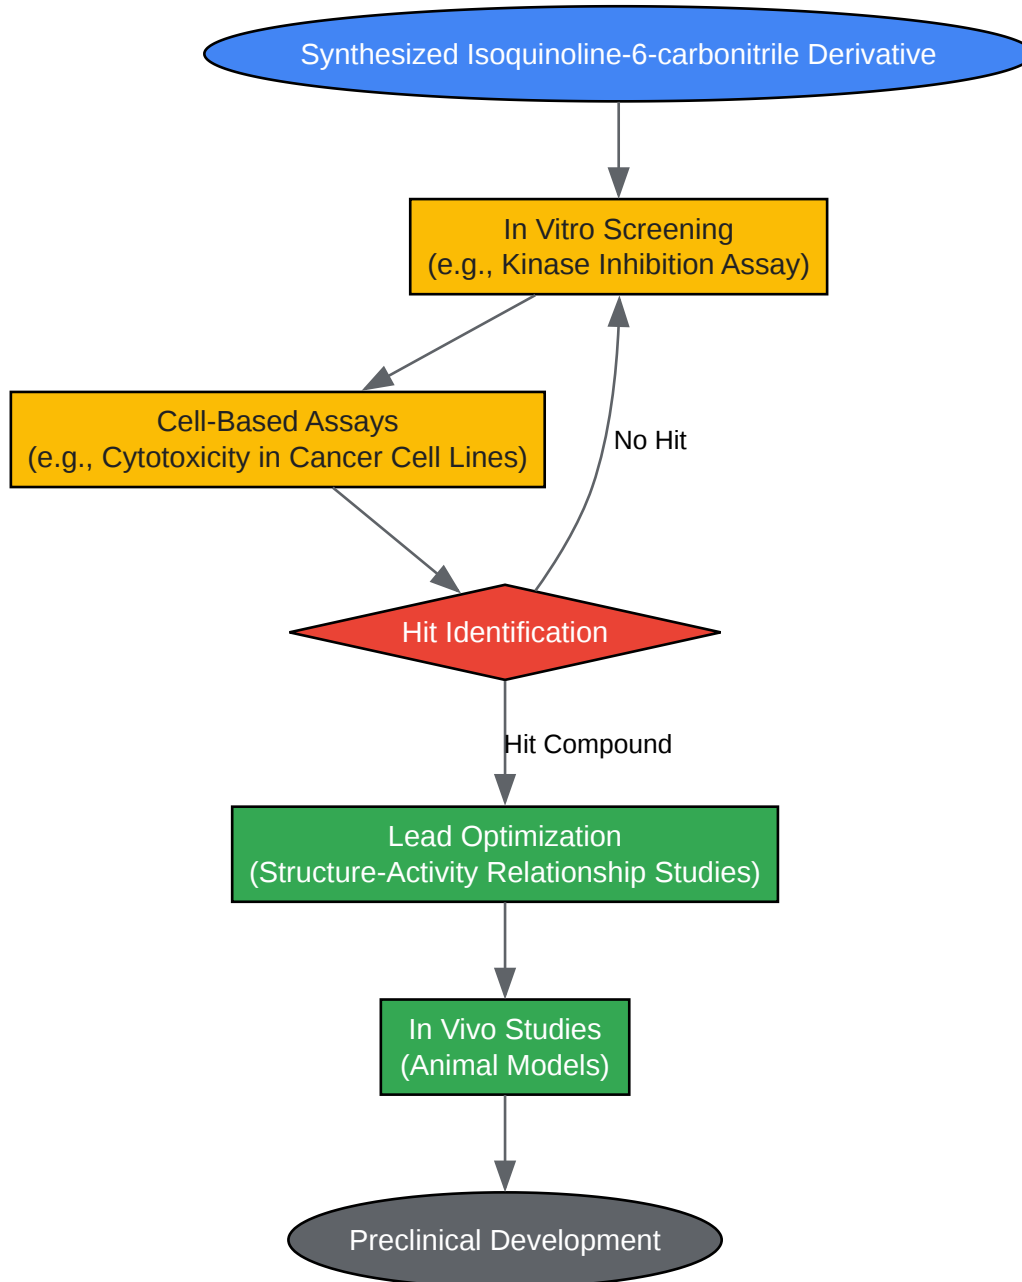 Synthesized Isoquinoline-6-carbonitrile Derivative
In Vitro Screening
(e.g., Kinase Inhibition Assay)
Cell-Based Assays
(e.g., Cytotoxicity in Cancer Cell Lines)
No Hit
Hit Identification
Hit Compound
Lead Optimization
(Structure-Activity Relationship Studies)
In Vivo Studies
(Animal Models)
Preclinical Development